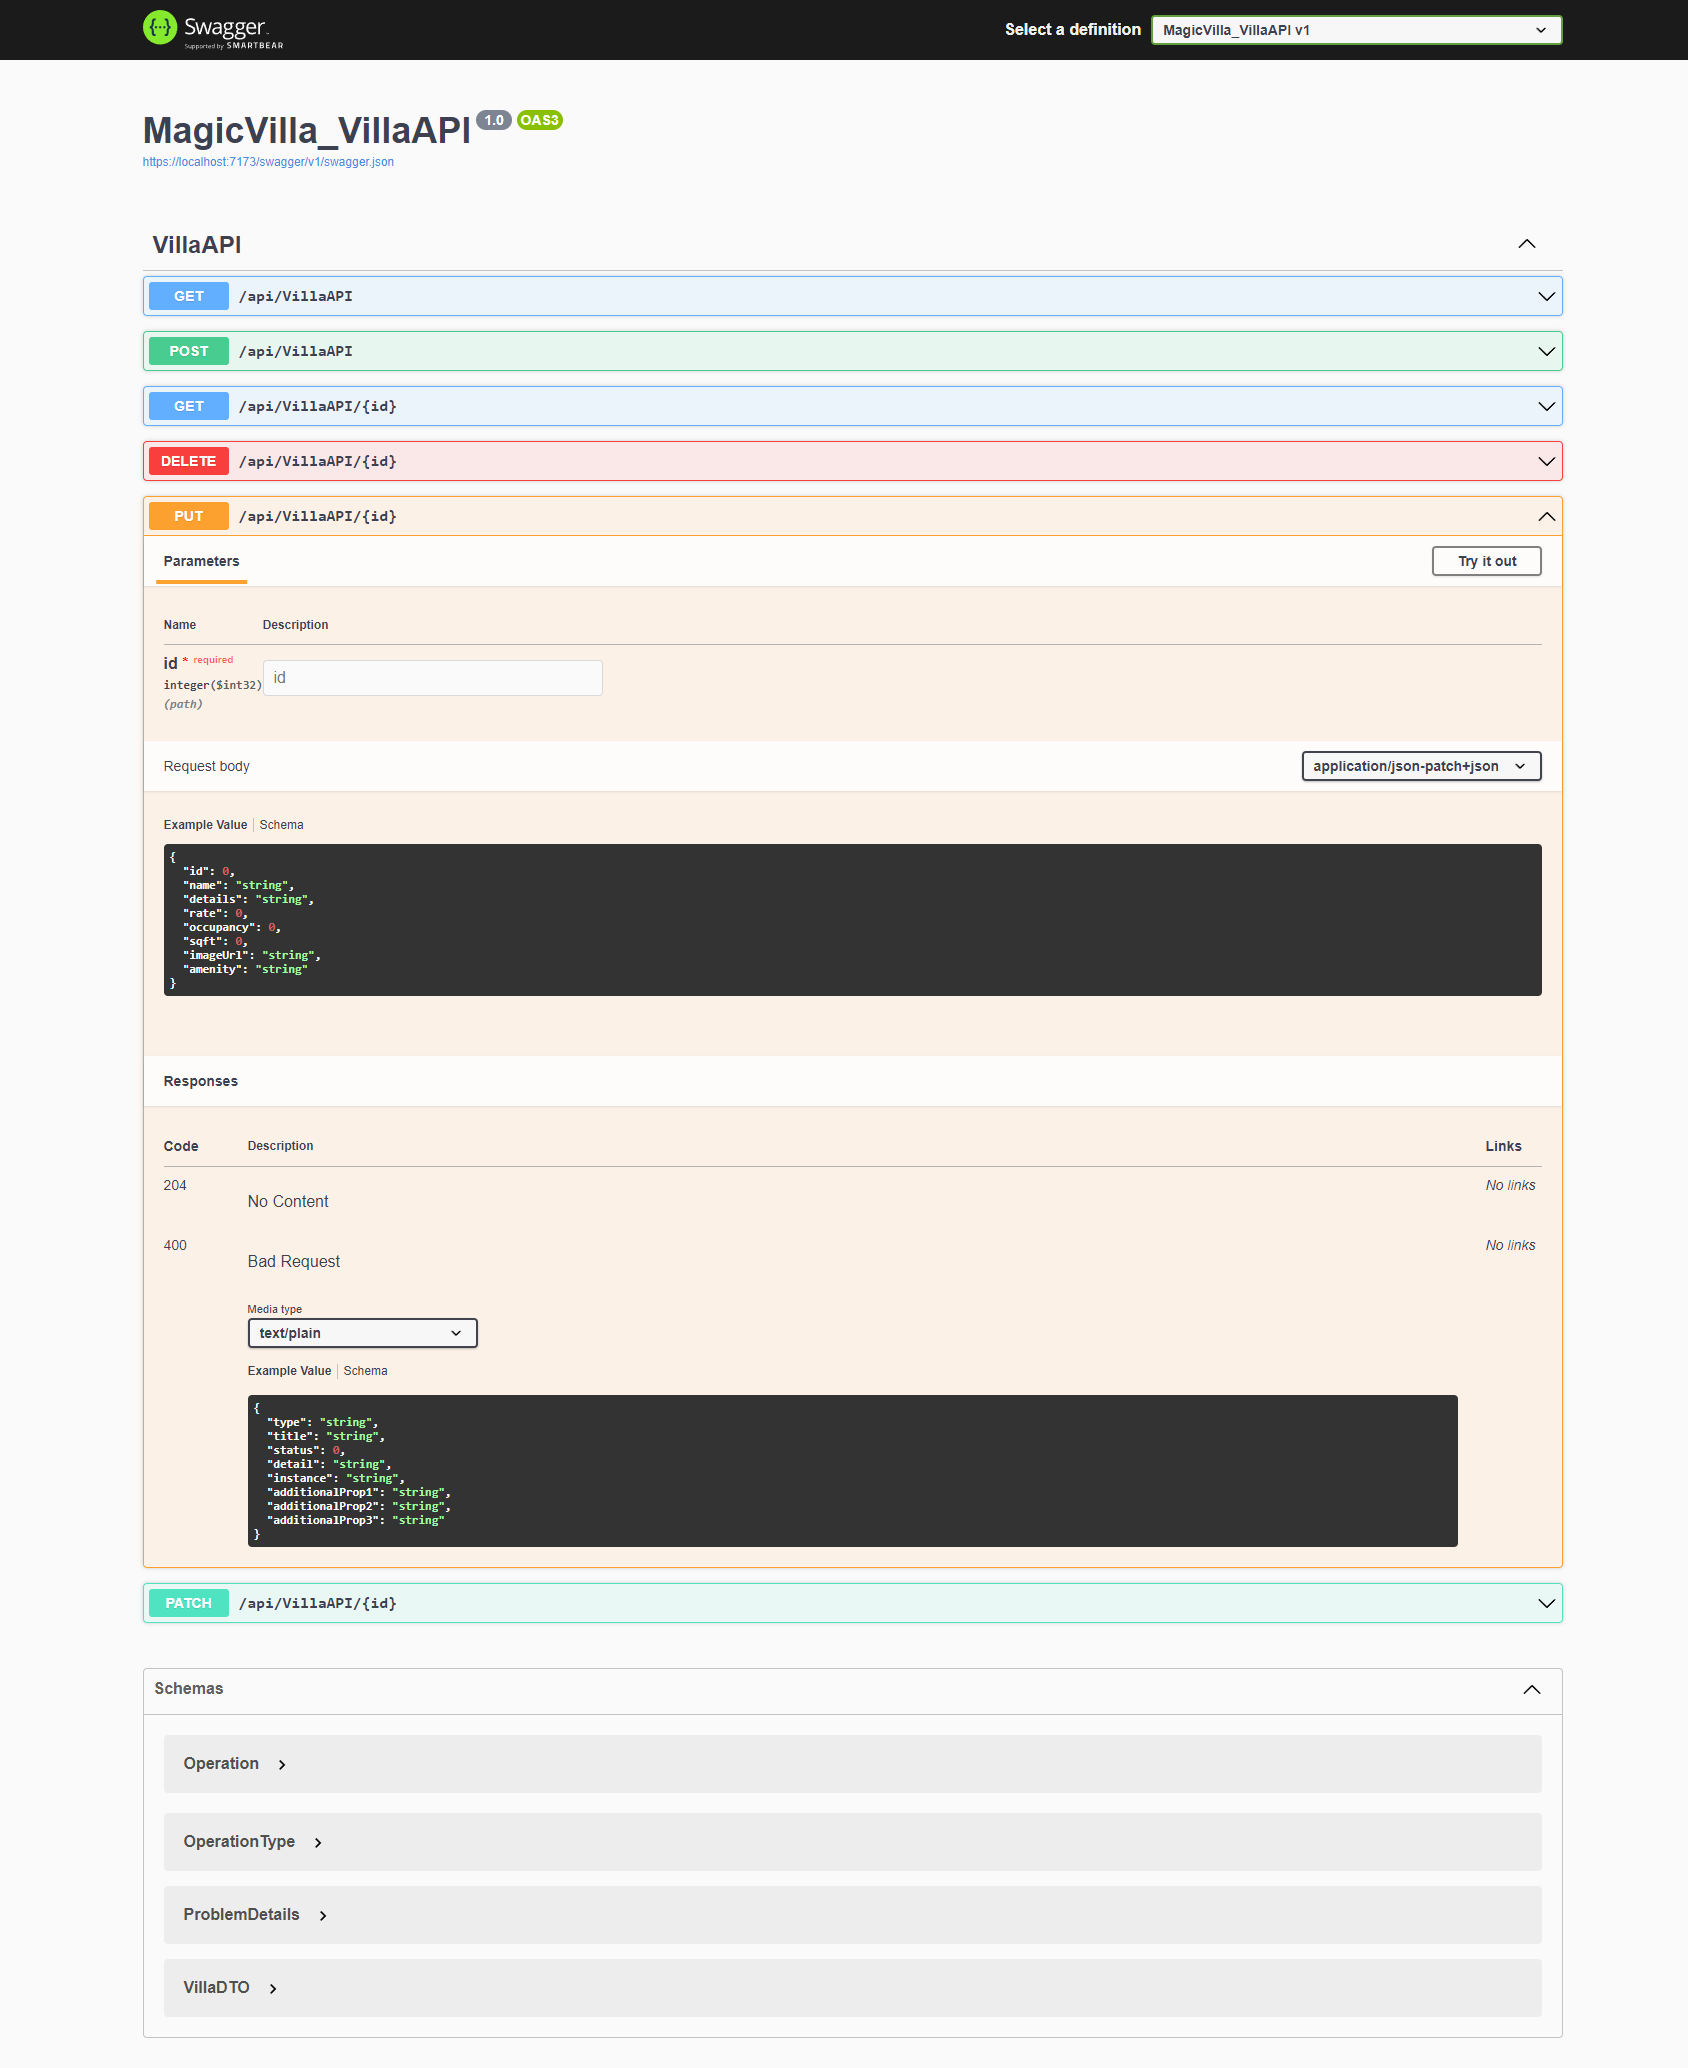 Swagger.
Supported by SMARTBEAR
Select a definition
MagicVilla_VillaAPI v1
MagicVilla_VillaAPI 1.0 OAS3
https://localhost:7173/swagger/v1/swagger.json
VillaAPI
GET /api/VillaAPI
POST /api/VillaAPI
GET /api/VillaAPI/{id}
DELETE /api/VillaAPI/{id}
PUT /api/VillaAPI/{id}
Parameters
Try it out
Name Description
id * required
id
integer($int32)
(path)
Request body
application/json-patch+json
Example Value Schema
{
"id": 0,
"name": "string",
"details": "string",
"rate": 0,
"occupancy": 0,
"sqft": 0,
"imageUrl": "string",
"amenity": "string"
}
Responses
Code Description Links
204 No links
No Content
400 No links
Bad Request
Media type
text/plain
Example Value Schema
{
"type": "string",
"title": "string",
"status": 0,
"detail": "string",
"instance": "string",
"additionalProp1": "string",
"additionalProp2": "string",
"additionalProp3": "string"
}
PATCH /api/VillaAPI/{id}
Schemas
Operation
OperationType
ProblemDetails
VillaDTO